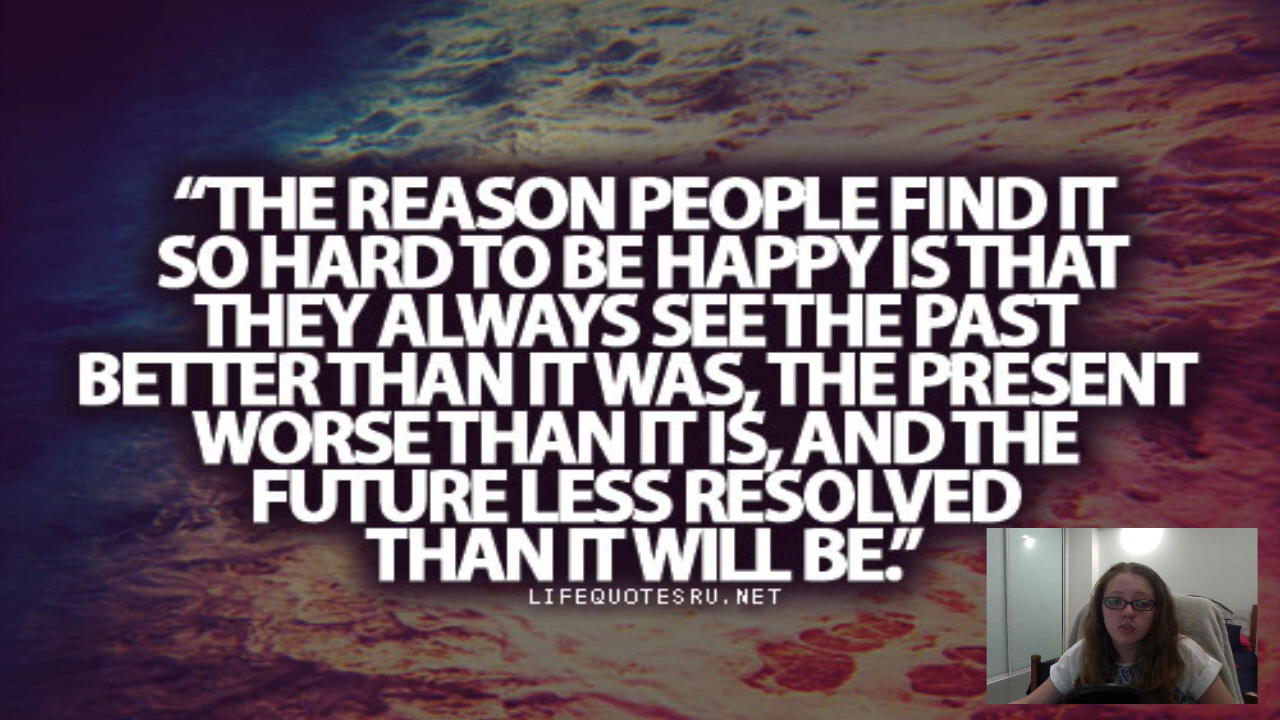 “THE REASON PEOPLE FIND IT
SO HARD TO BE HAPPY IS THAT
THEY ALWAYS SEE THE PAST
BETTER THAN IT WAS, THE PRESENT
WORSE THAN IT IS, AND THE
FUTURE LESS RESOLVED
THAN IT WILL BE.”
LIFEQUOTESRU.NET